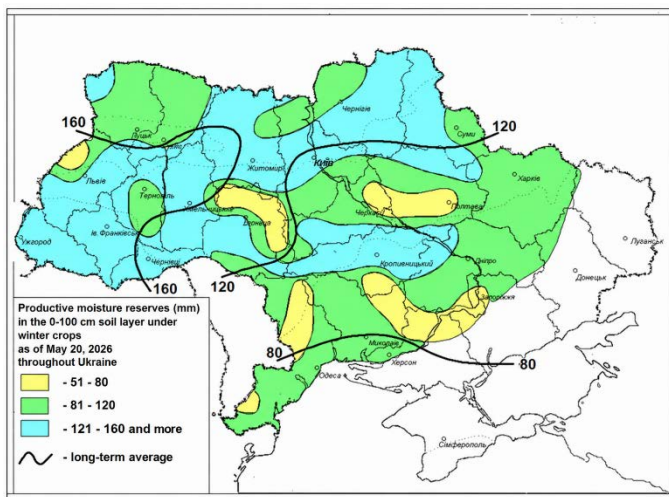 160
120
Луцьк
Чернігів
Суми
Київ
Житомир
Львів
Тернопіль
Хмельницький
Вінниця
Черкаси
Полтава
Харків
Луганськ
Ужгород
Ів. Франківськ
Чернівці
160
120
Кропивницький
Дніпро
Донецьк
Запоріжжя
80
Миколаїв
Херсон
80
Одеса
Сімферополь
Productive moisture reserves (mm)
in the 0-100 cm soil layer under
winter crops
as of May 20, 2026
throughout Ukraine
- 51 - 80
- 81 - 120
- 121 - 160 and more
- long-term average